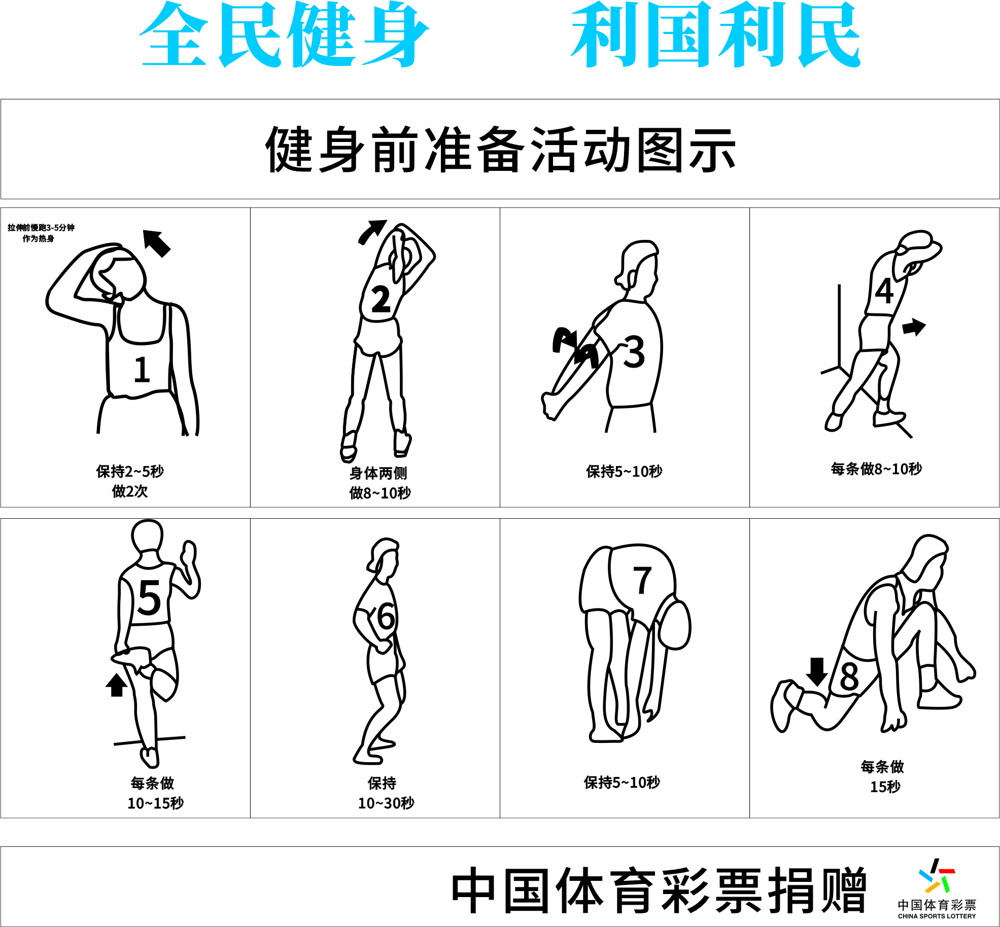 全民健身 利国利民
健身前准备活动图示
拉伸前慢跑3-5分钟
作为热身
1
保持2~5秒
做2次
2
身体两侧
做8~10秒
3
保持5~10秒
4
每条做8~10秒
5
每条做
10~15秒
6
保持
10~30秒
7
保持5~10秒
8
每条做
15秒
中国体育彩票捐赠
中国体育彩票
CHINA SPORTS LOTTERY